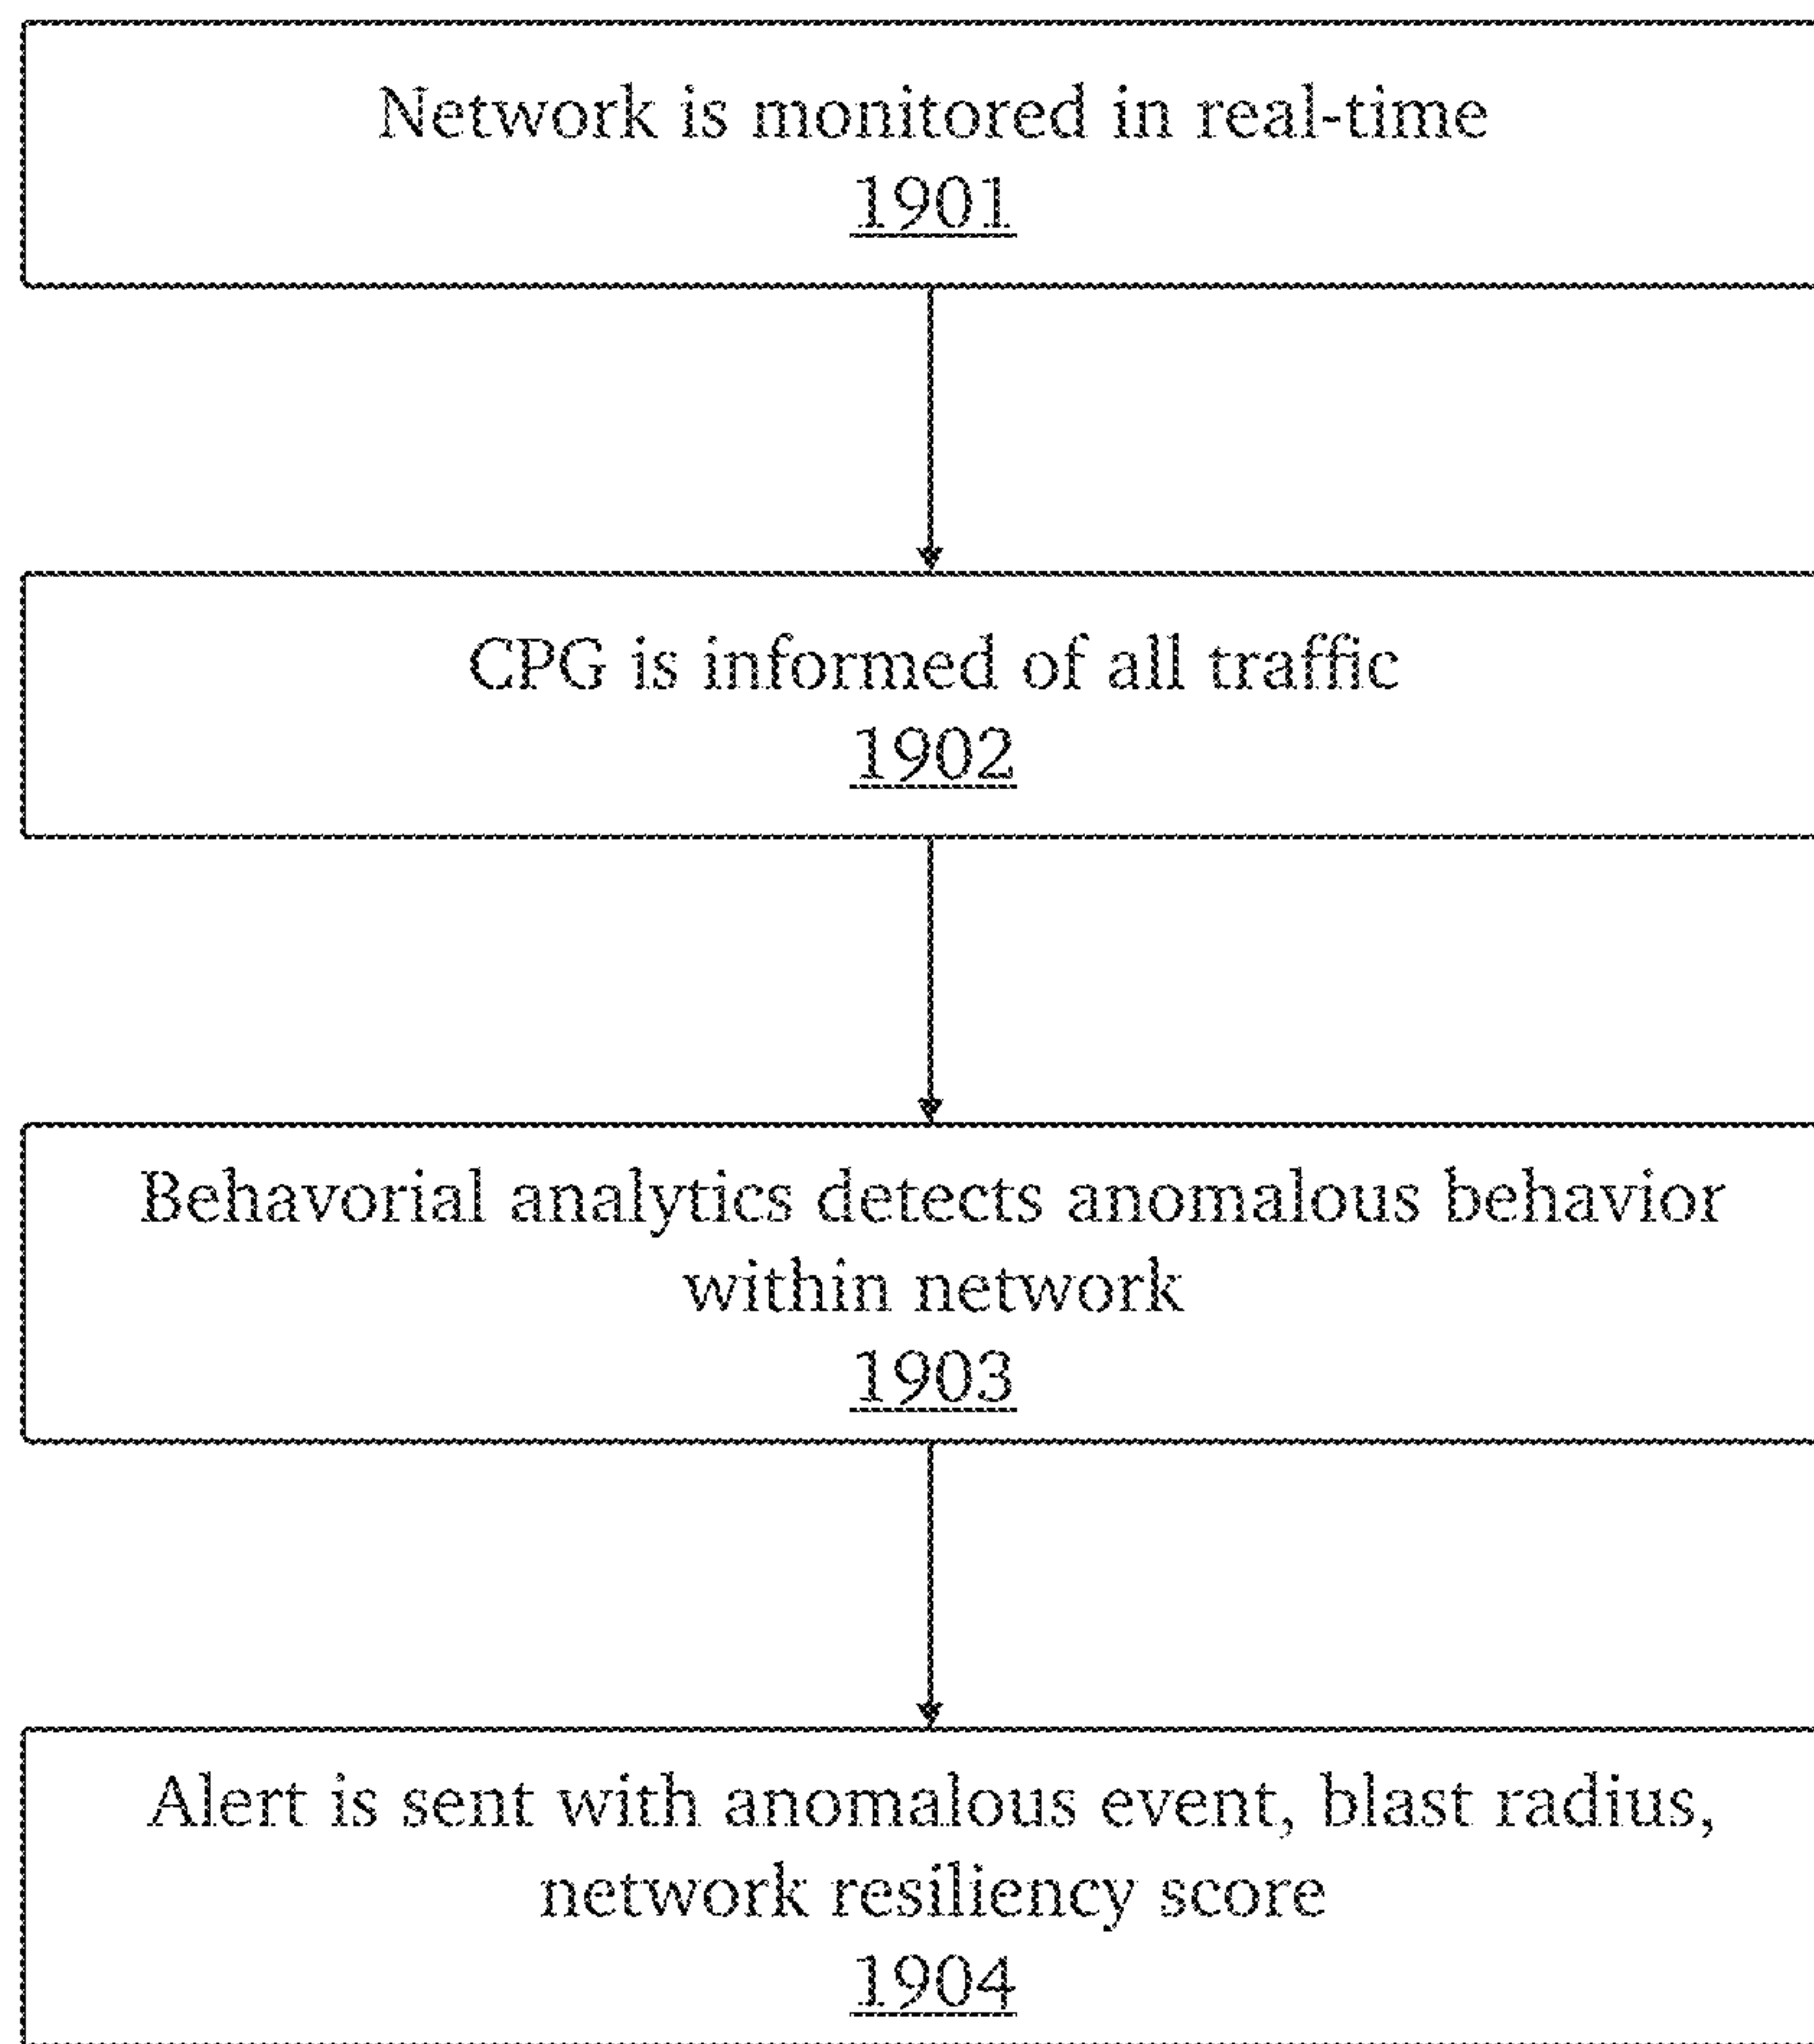 Network is monitored in real-time
1901
CPG is informed of all traffic
1902
Behavorial analytics detects anomalous behavior
within network
1903
Alert is sent with anomalous event, blast radius,
network resiliency score
1904